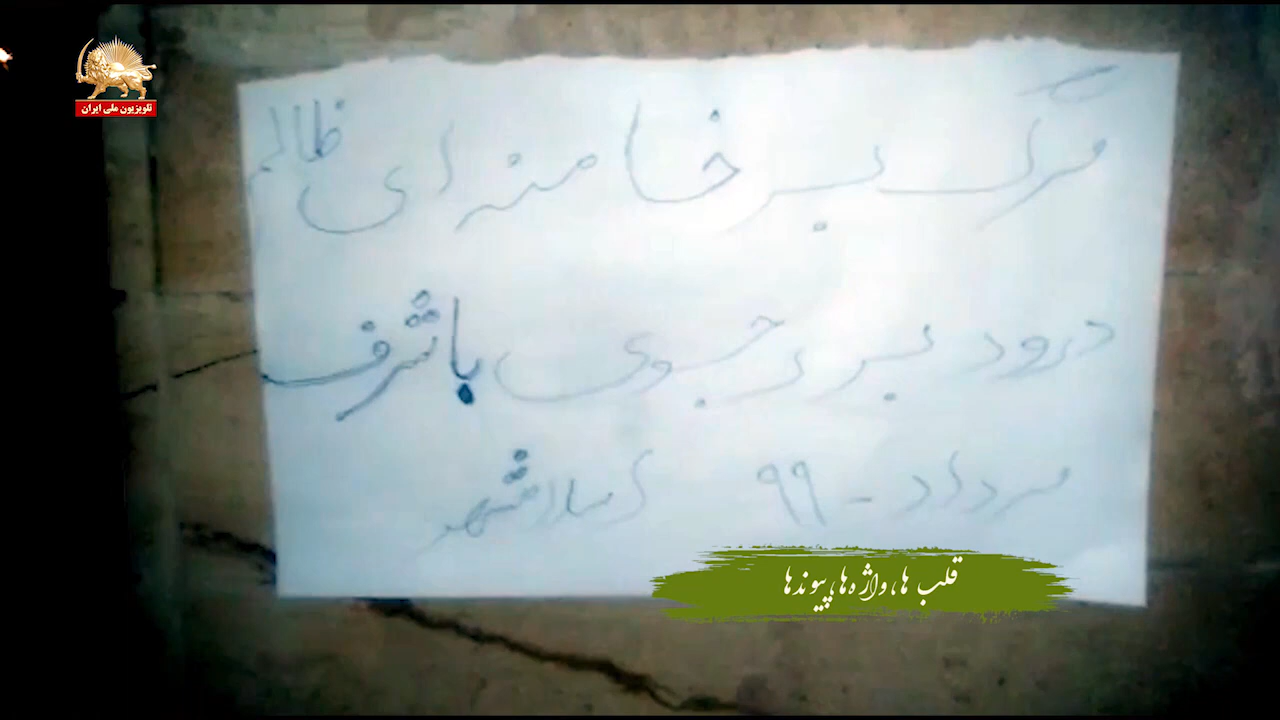 تلویزیون ملی ایران
مرگ بر خامنه ای ظالم
درود بر رجوی باشرف
مرداد - ۹۹ اسلامشهر
قلب ها، واژه ها، پیوندها